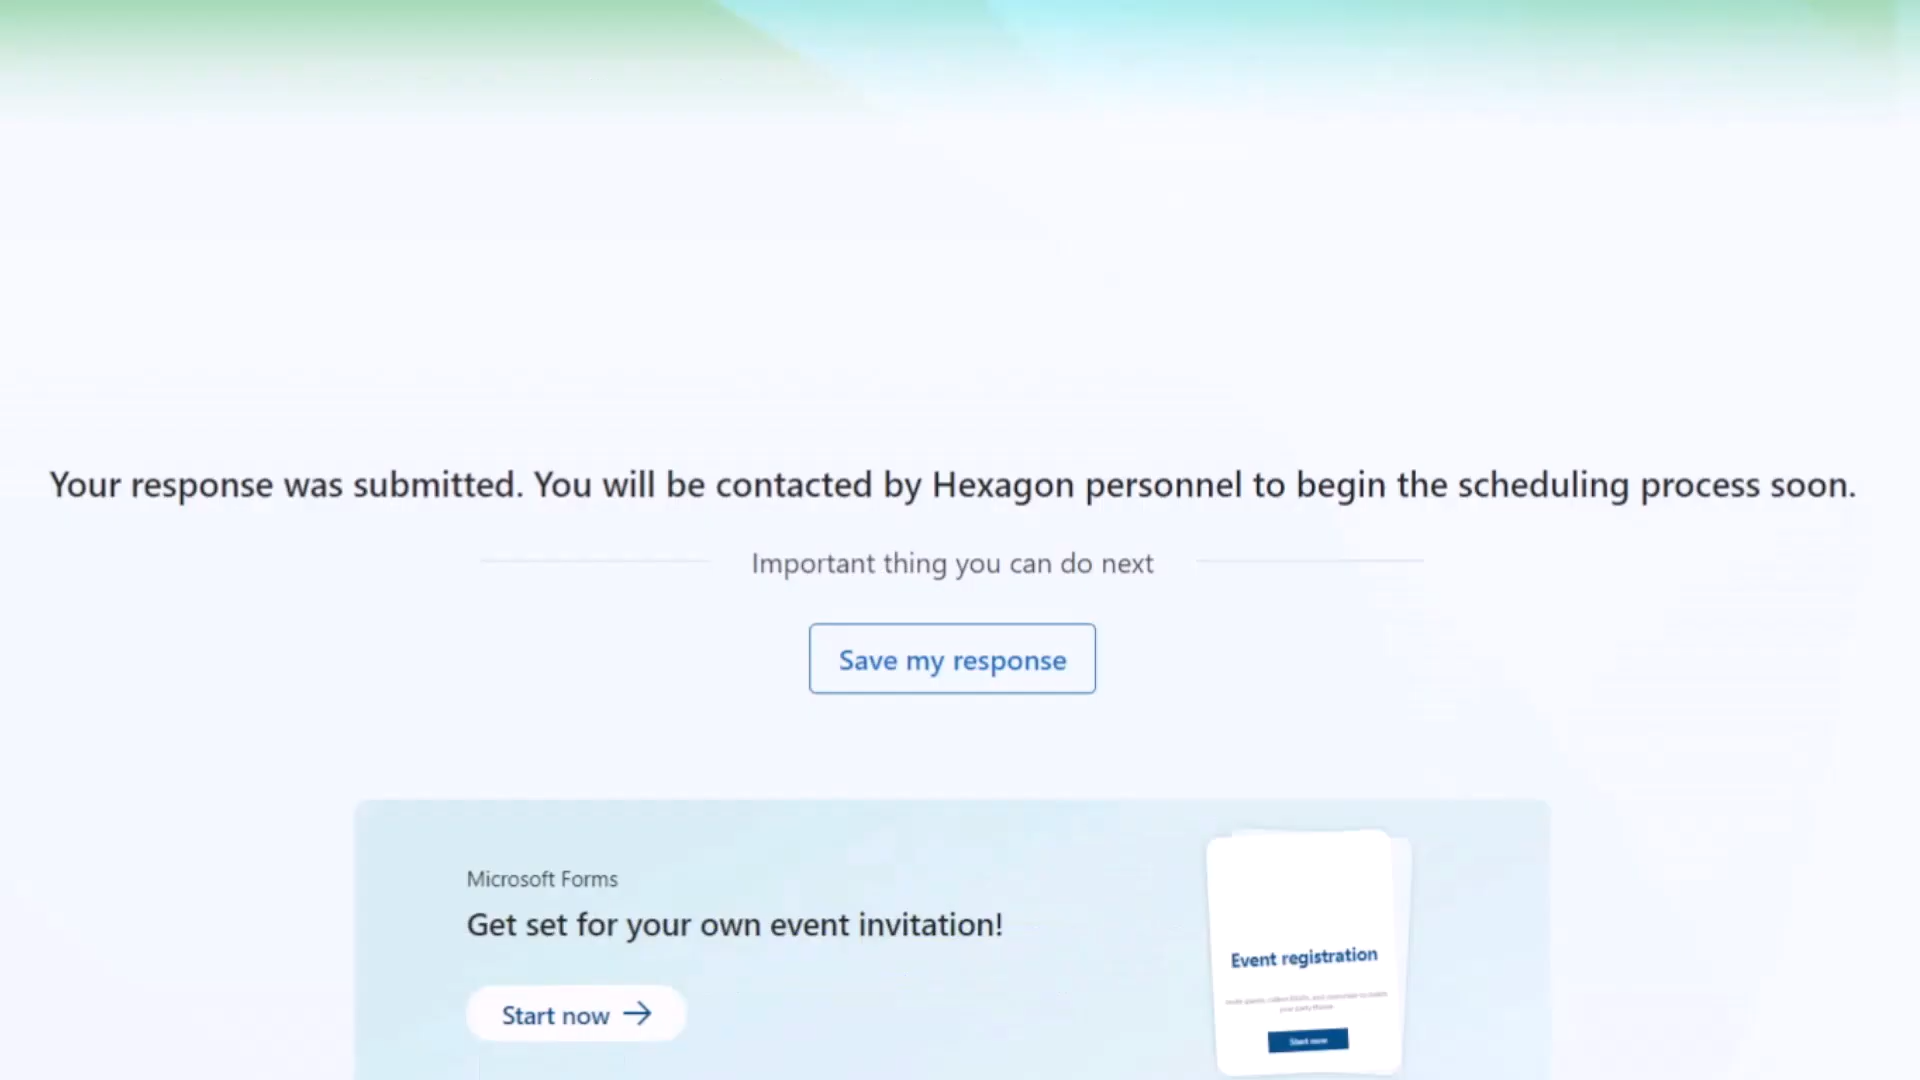 Your response was submitted. You will be contacted by Hexagon personnel to begin the scheduling process soon.
Important thing you can do next
Save my response
Microsoft Forms
Get set for your own event invitation!
Start now
Event registration
Start now